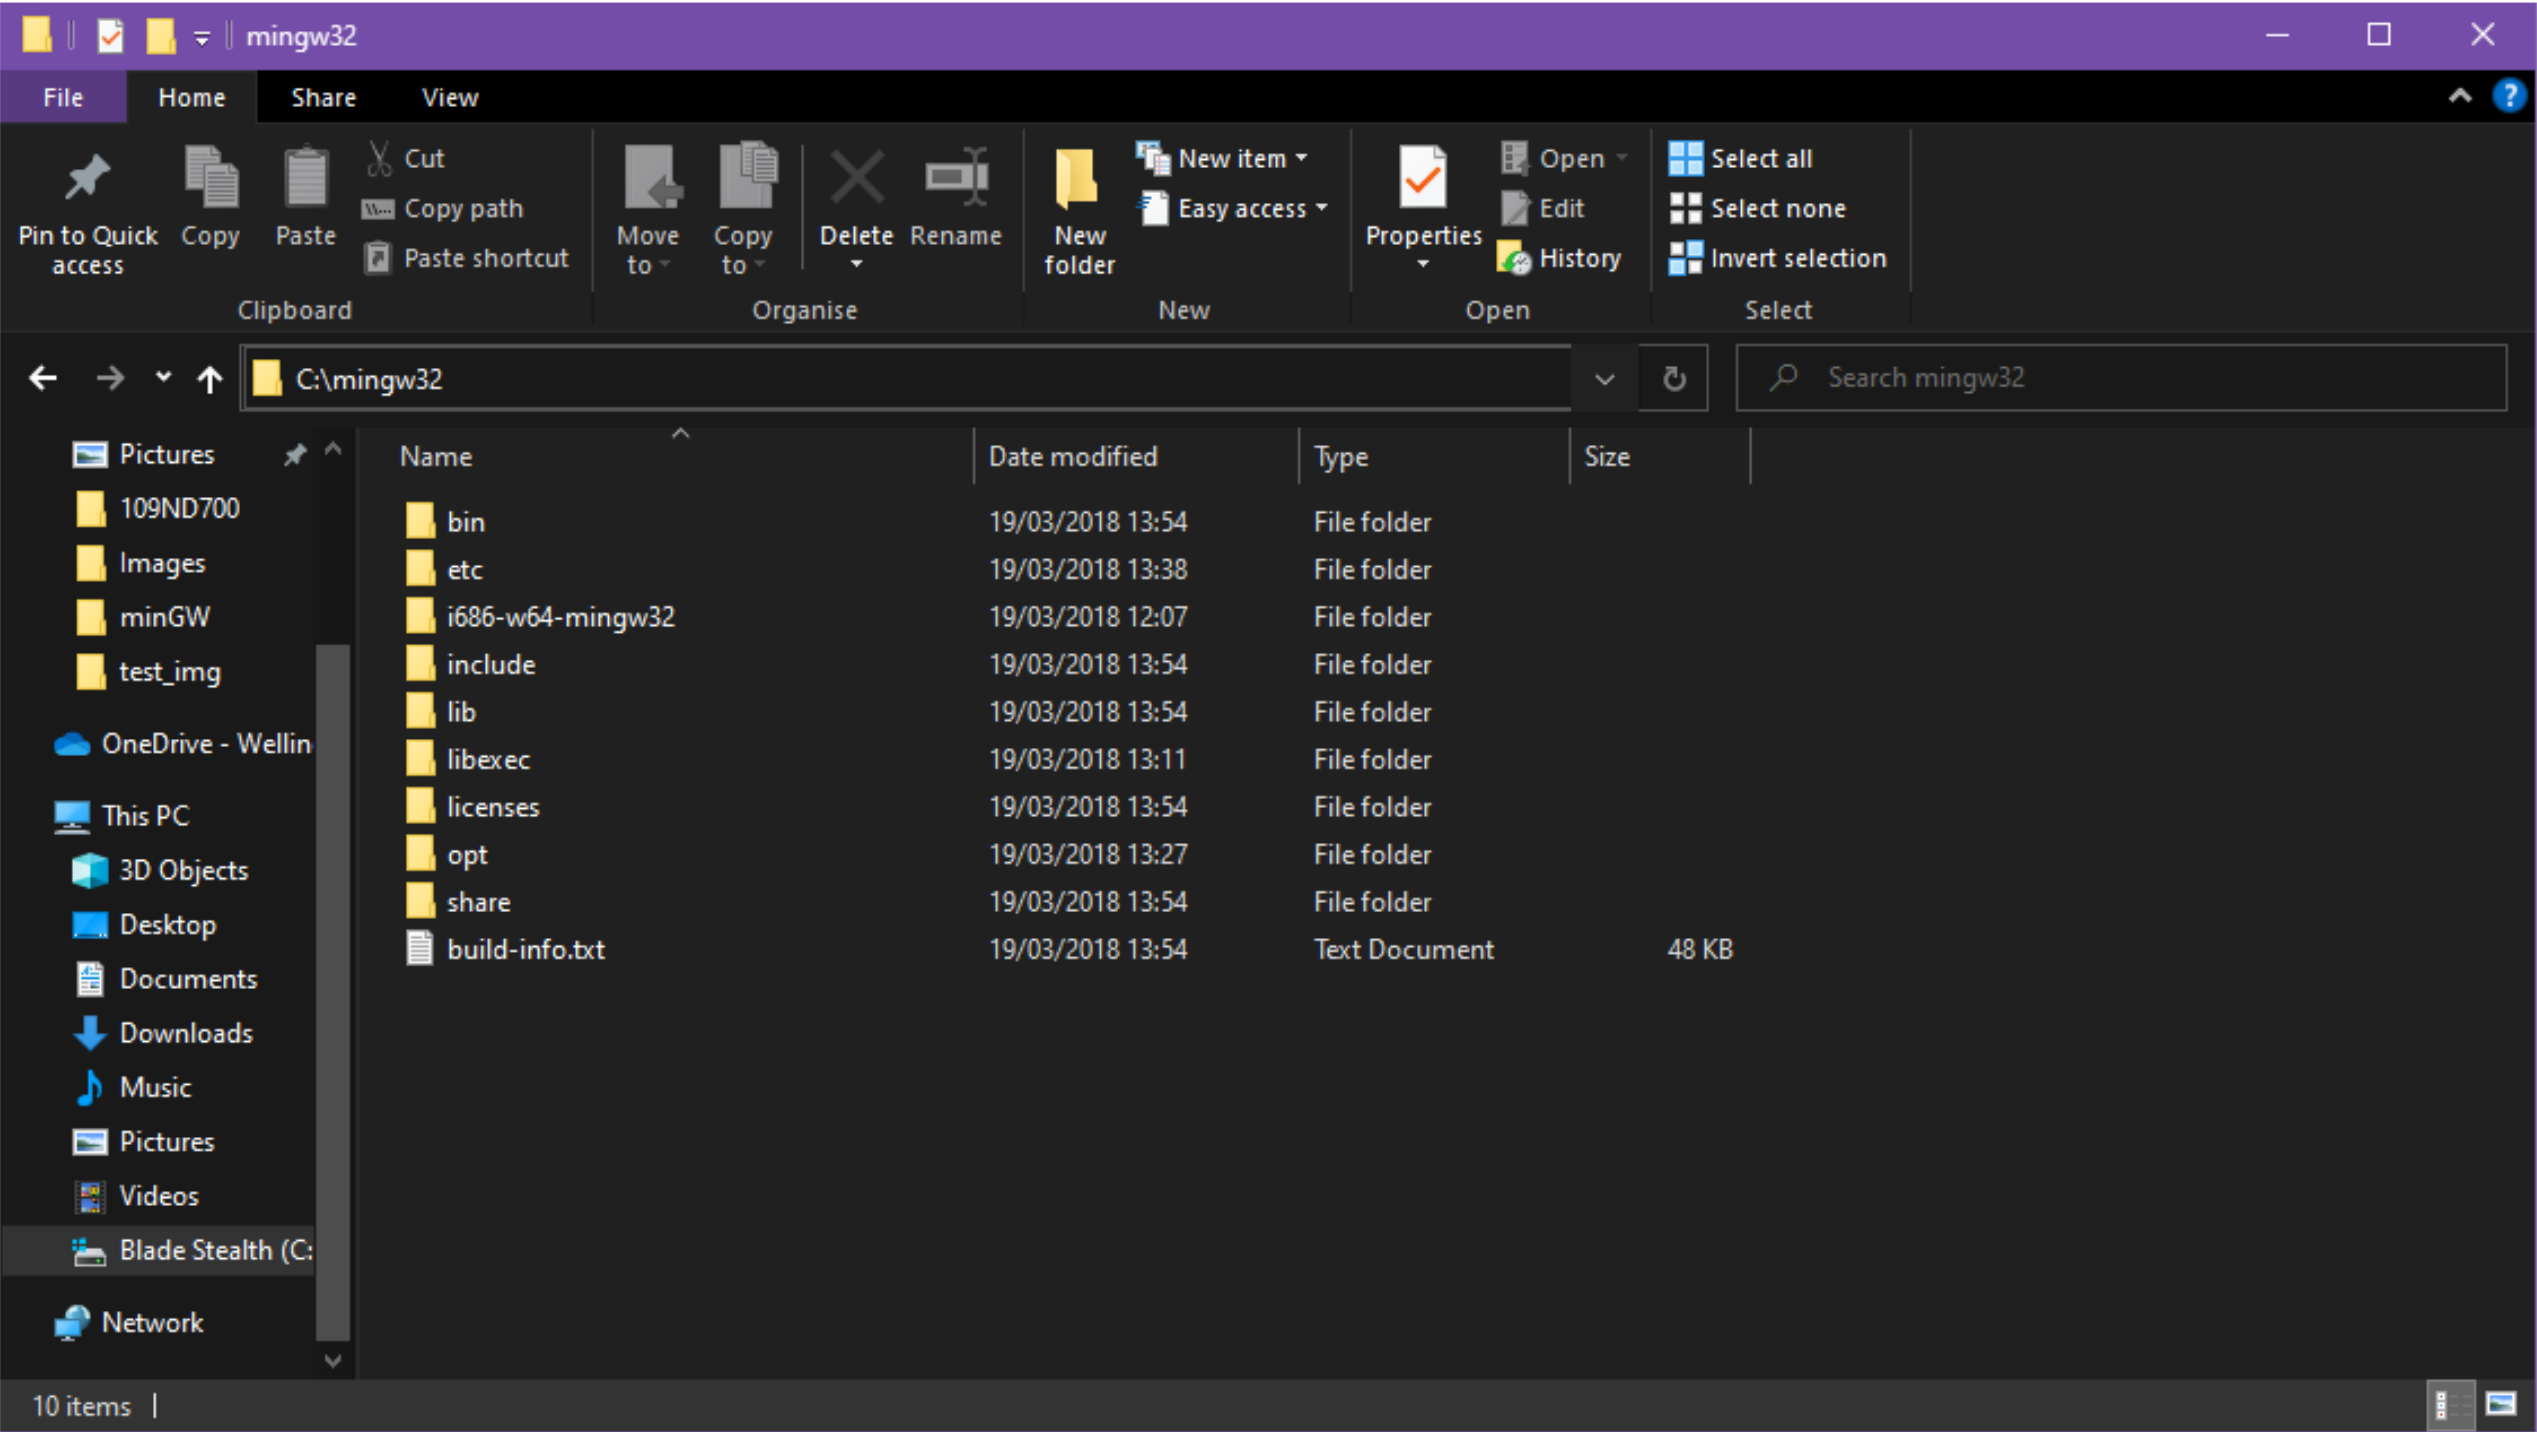 mingw32
File Home Share View
Pin to Quick access
Copy
Paste
Cut
Copy path
Paste shortcut
Clipboard
Move to
Copy to
Delete
Rename
Organise
New folder
New item
Easy access
New
Properties
Open
Edit
History
Open
Select all
Select none
Invert selection
Select
C:\mingw32
Search mingw32
Pictures
109ND700
Images
minGW
test_img
OneDrive - Wellin
This PC
3D Objects
Desktop
Documents
Downloads
Music
Pictures
Videos
Blade Stealth (C:
Network
Name Date modified Type Size
bin 19/03/2018 13:54 File folder
etc 19/03/2018 13:38 File folder
i686-w64-mingw32 19/03/2018 12:07 File folder
include 19/03/2018 13:54 File folder
lib 19/03/2018 13:54 File folder
libexec 19/03/2018 13:11 File folder
licenses 19/03/2018 13:54 File folder
opt 19/03/2018 13:27 File folder
share 19/03/2018 13:54 File folder
build-info.txt 19/03/2018 13:54 Text Document 48 KB
10 items